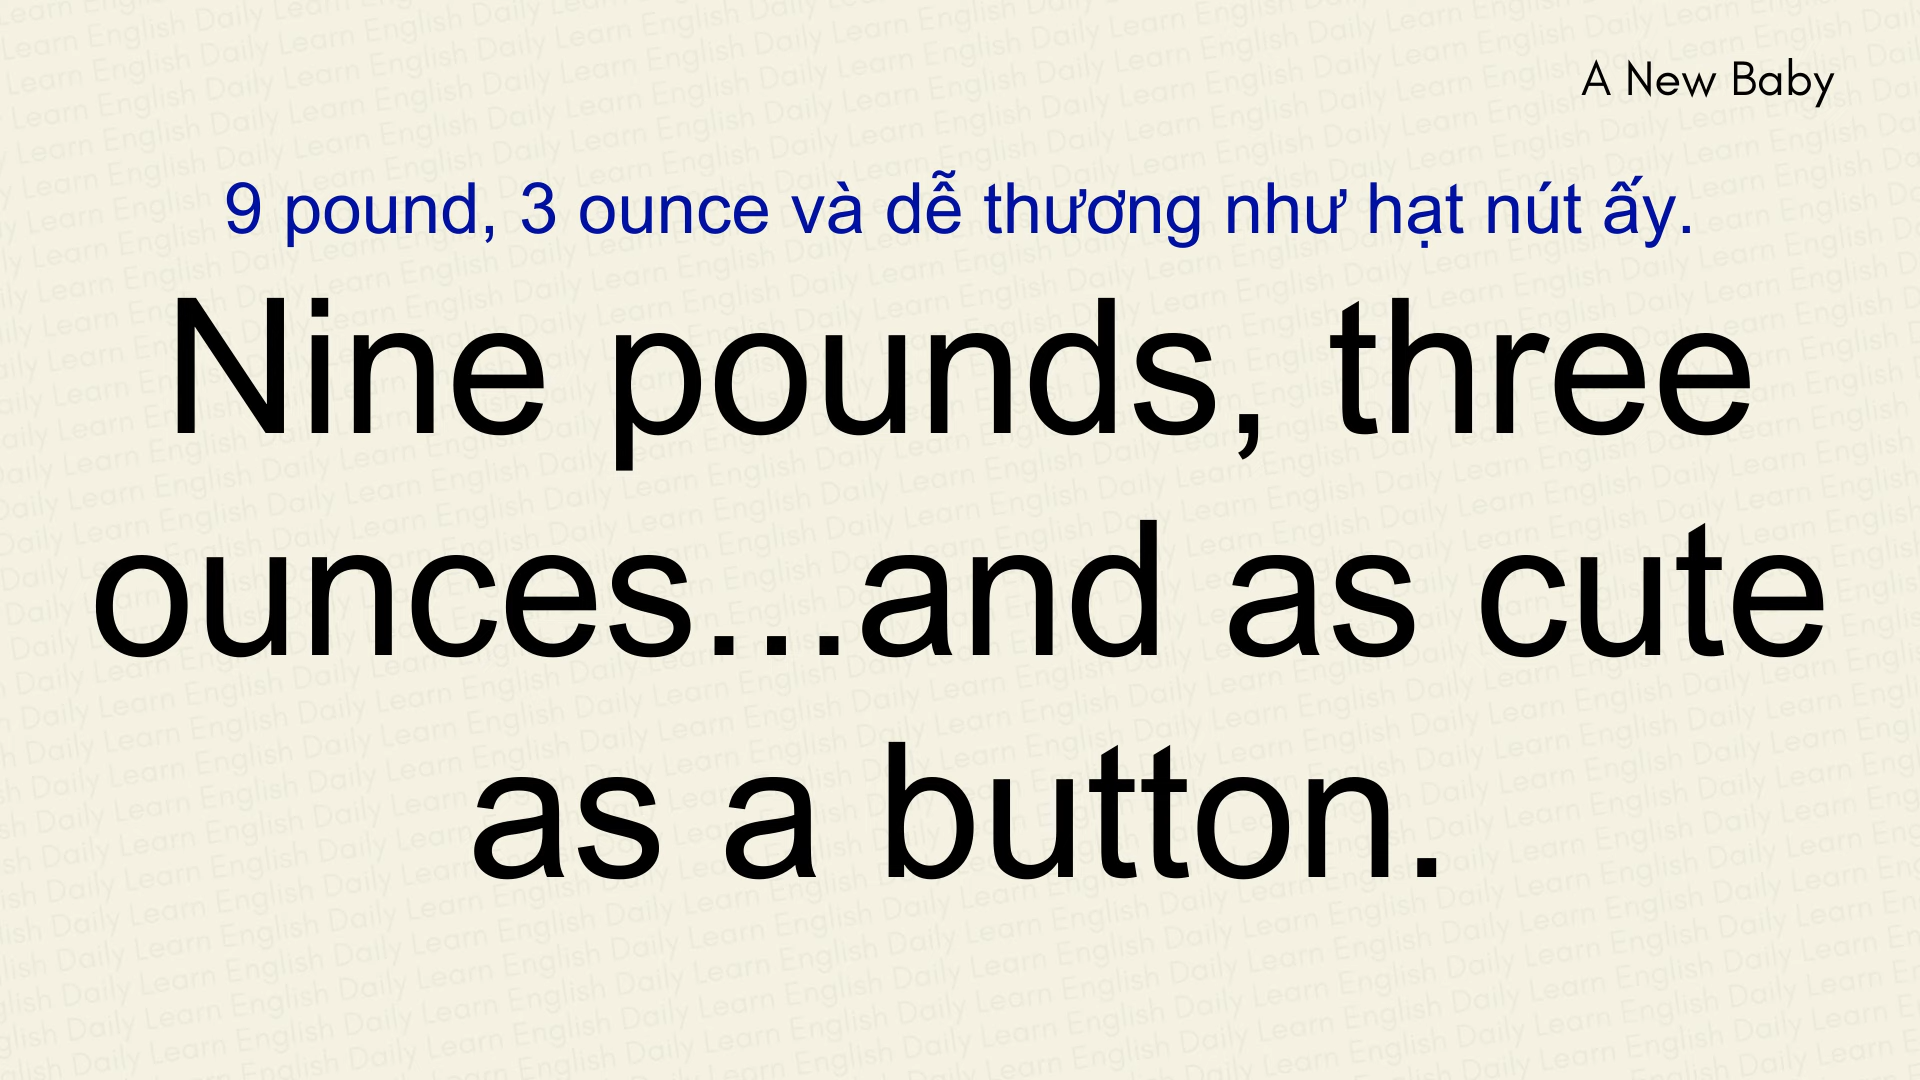 A New Baby
9 pound, 3 ounce và dễ thương như hạt nút ấy.
Nine pounds, three
ounces...and as cute
as a button.